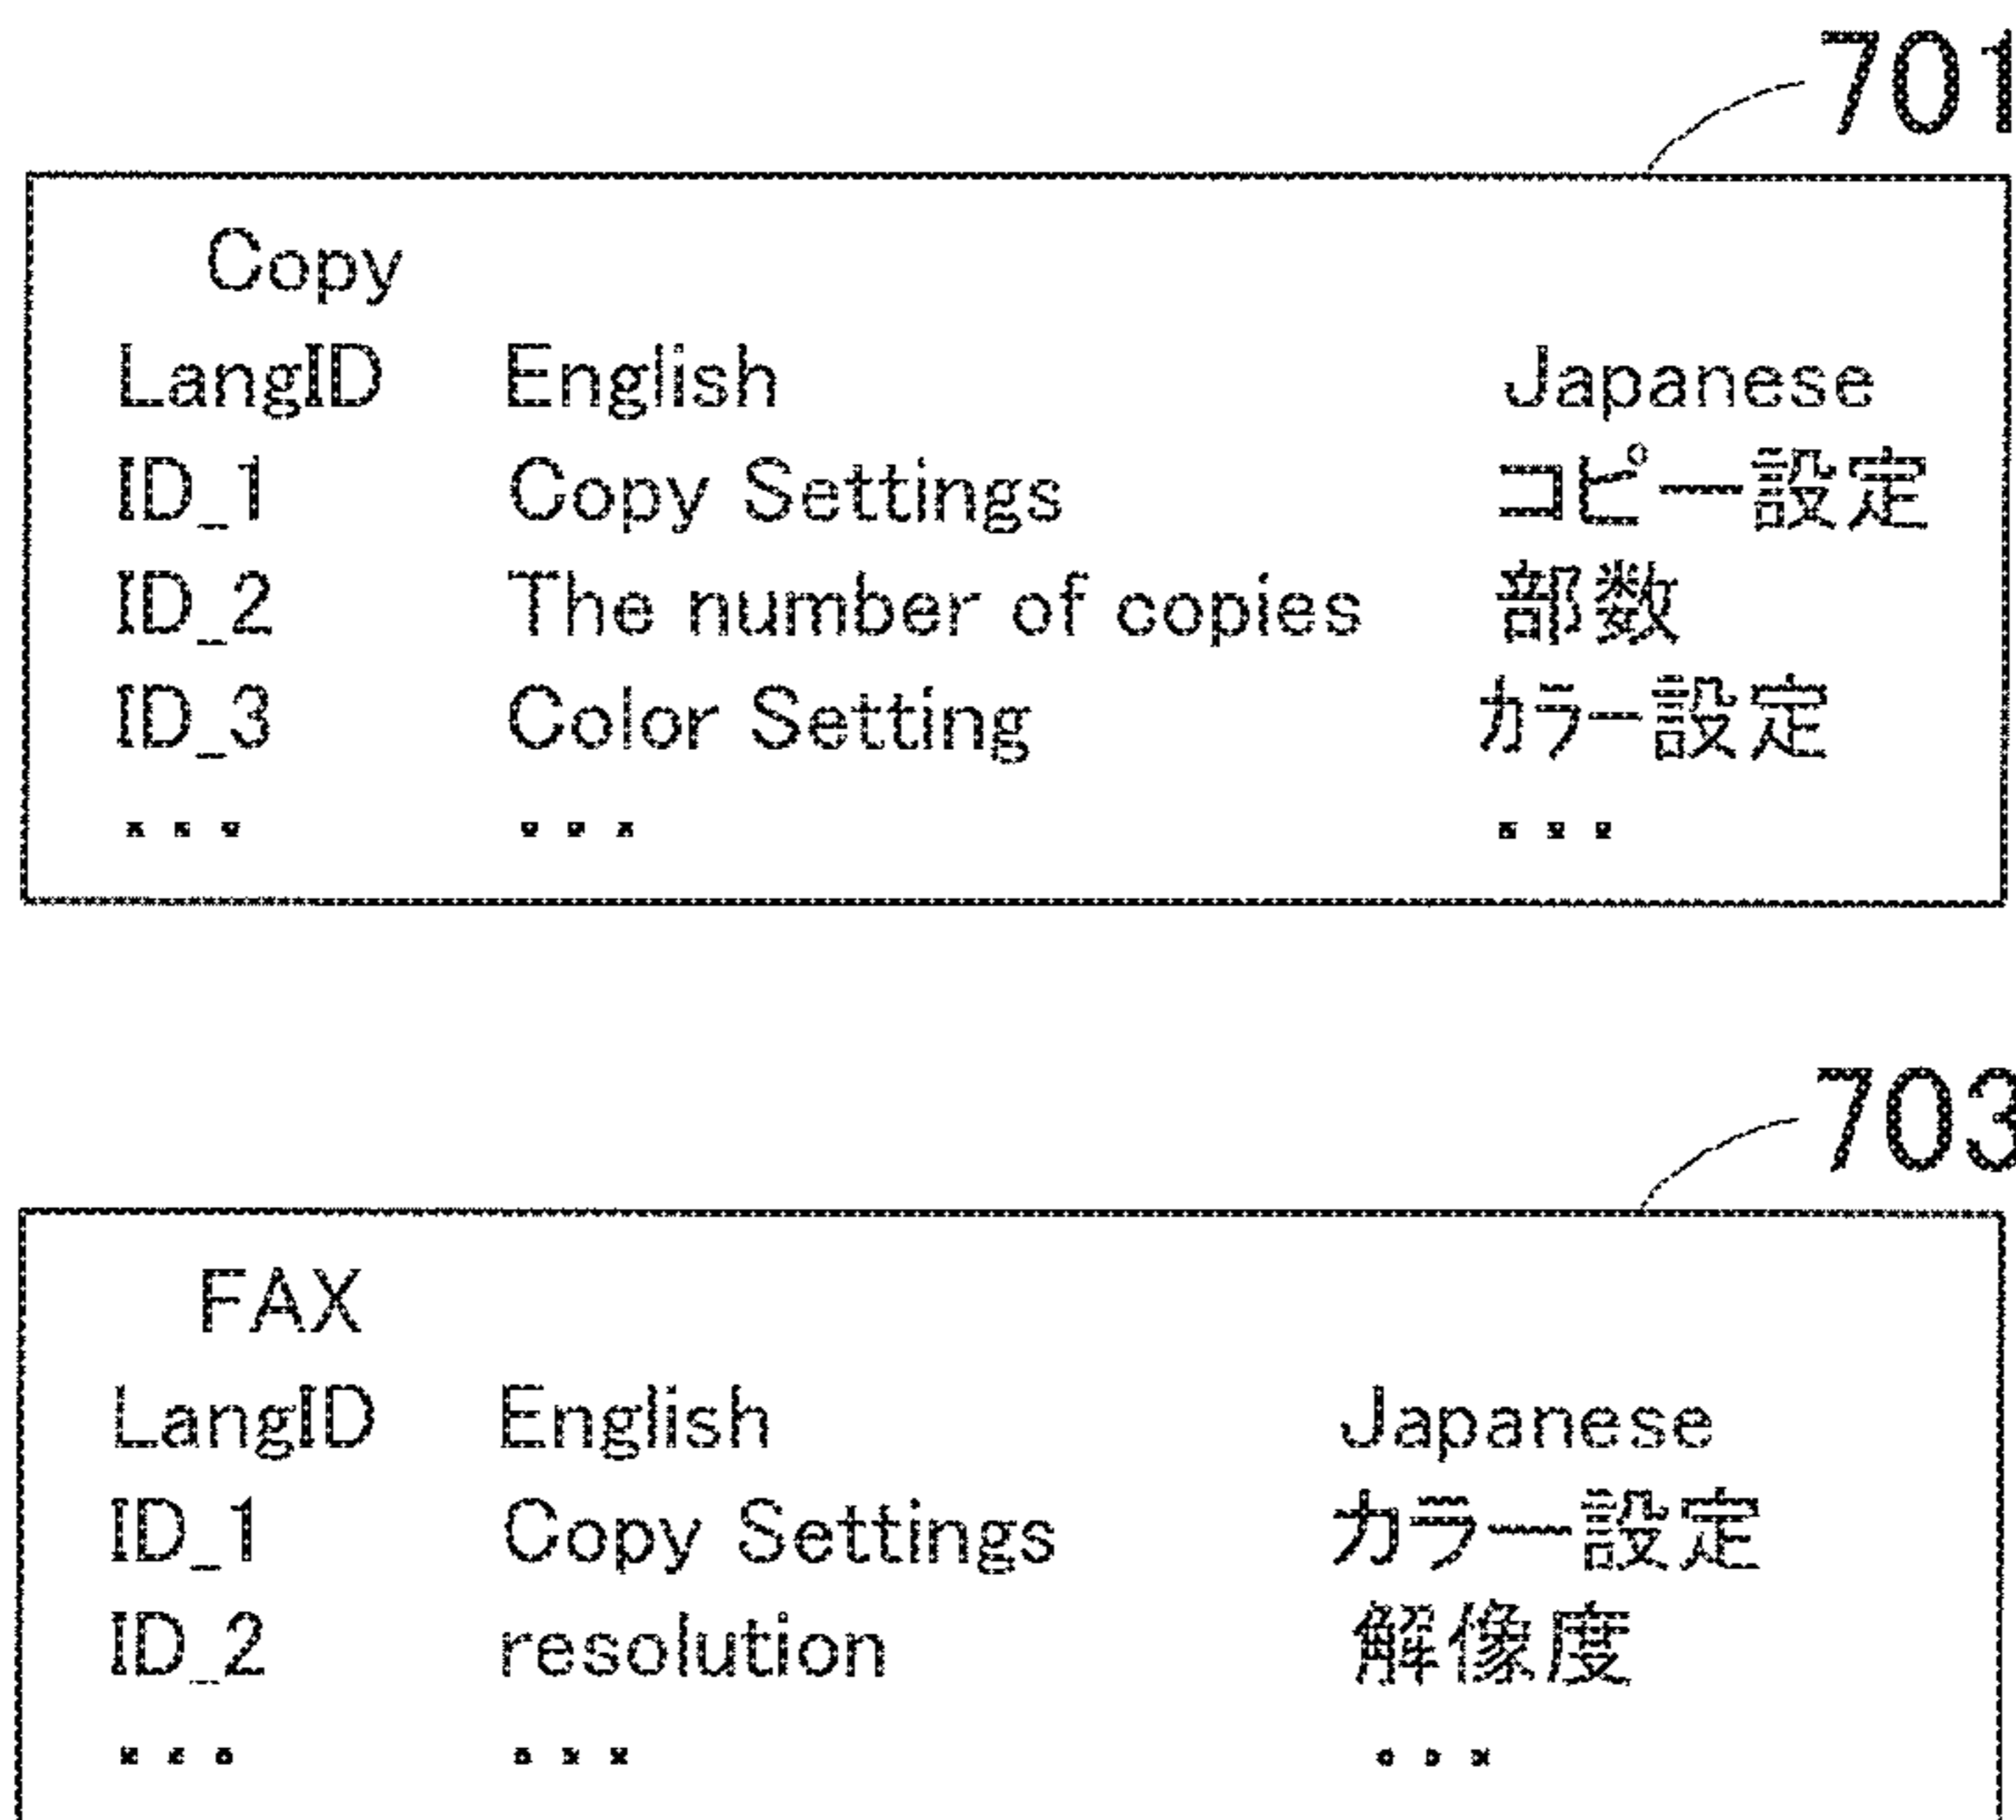 701
Copy
LangID English Japanese
ID_1 Copy Settings コピー設定
ID_2 The number of copies 部数
ID_3 Color Setting カラー設定
... ... ...
703
FAX
LangID English Japanese
ID_1 Copy Settings カラー設定
ID_2 resolution 解像度
... ... ...